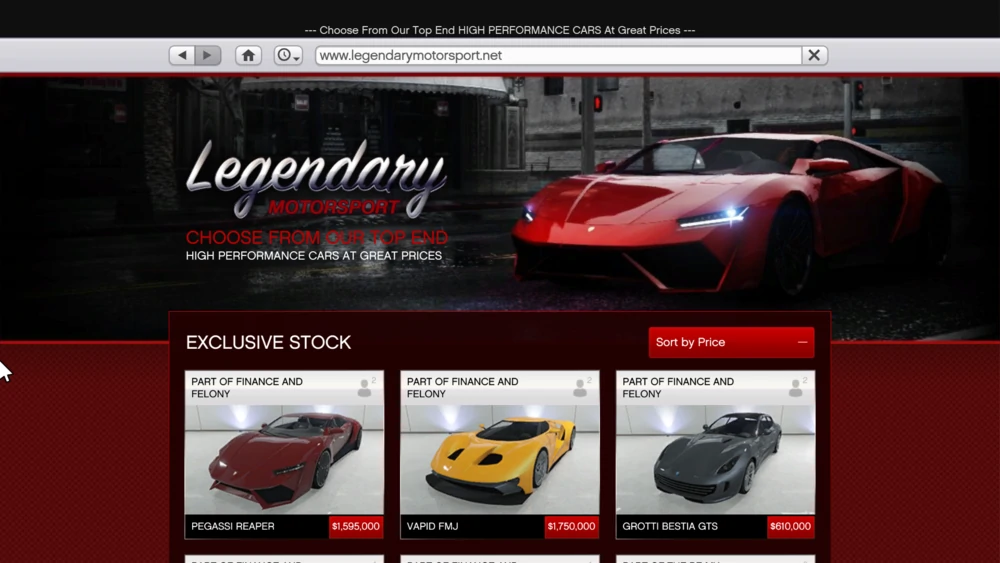 --- Choose From Our Top End HIGH PERFORMANCE CARS At Great Prices ---
www.legendarymotorsport.net
Legendary
MOTORSPORT
CHOOSE FROM OUR TOP END
HIGH PERFORMANCE CARS AT GREAT PRICES
EXCLUSIVE STOCK
Sort by Price
PART OF FINANCE AND
FELONY
2
PART OF FINANCE AND
FELONY
2
PART OF FINANCE AND
FELONY
2
PEGASSI REAPER $1,595,000
VAPID FMJ $1,750,000
GROTTI BESTIA GTS $610,000